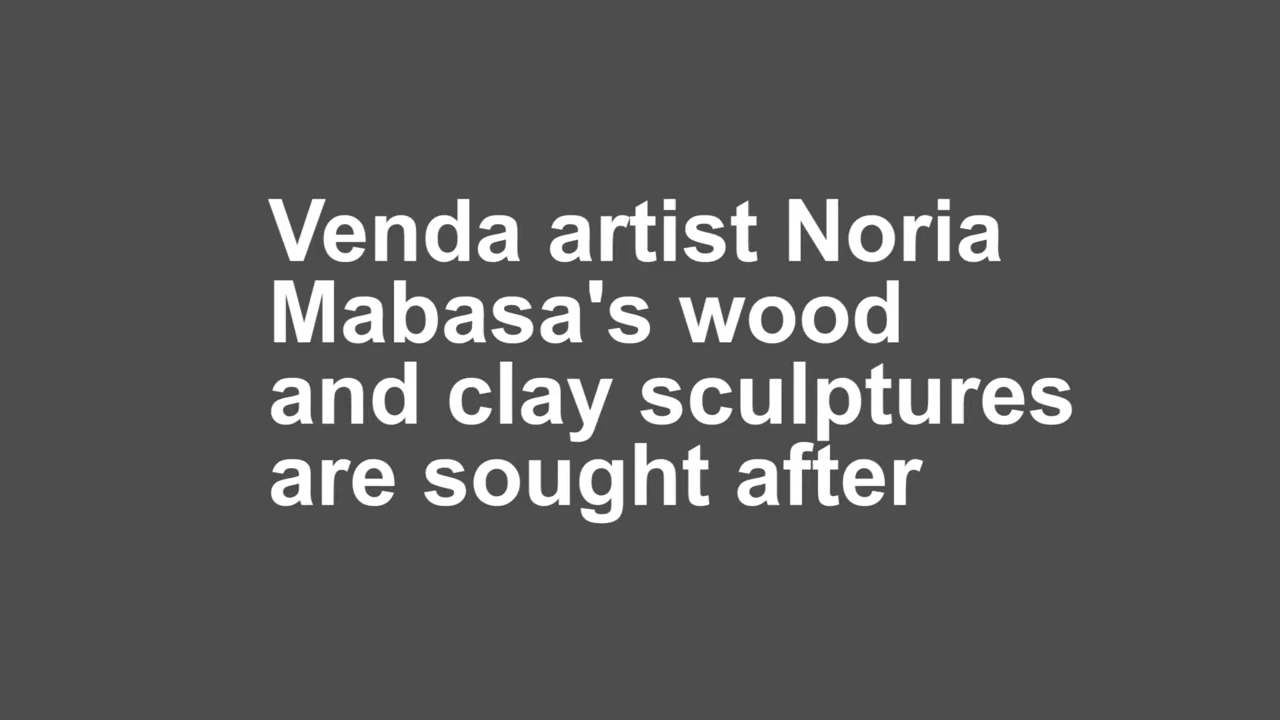 Venda artist Noria
Mabasa's wood
and clay sculptures
are sought after